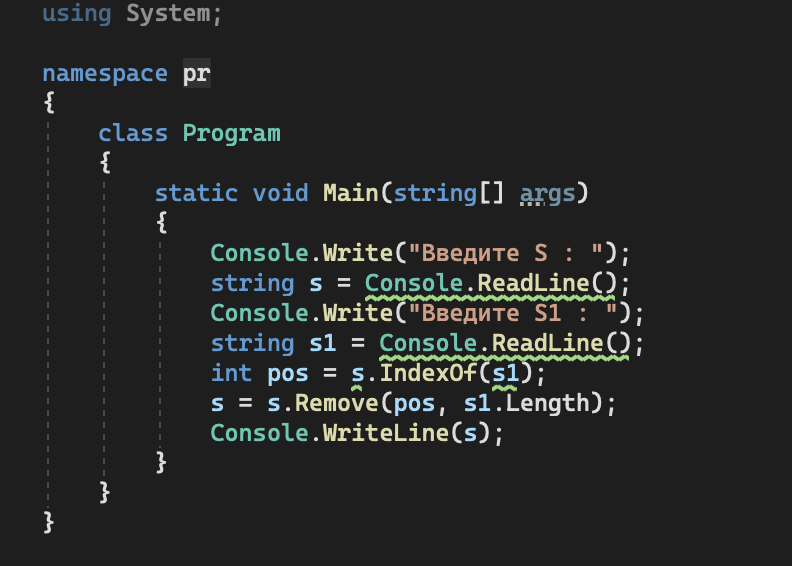 using System;
namespace pr
{
class Program
{
static void Main(string[] args)
{
Console.Write("Введите S : ");
string s = Console.ReadLine();
Console.Write("Введите S1 : ");
string s1 = Console.ReadLine();
int pos = s.IndexOf(s1);
s = s.Remove(pos, s1.Length);
Console.WriteLine(s);
}
}
}